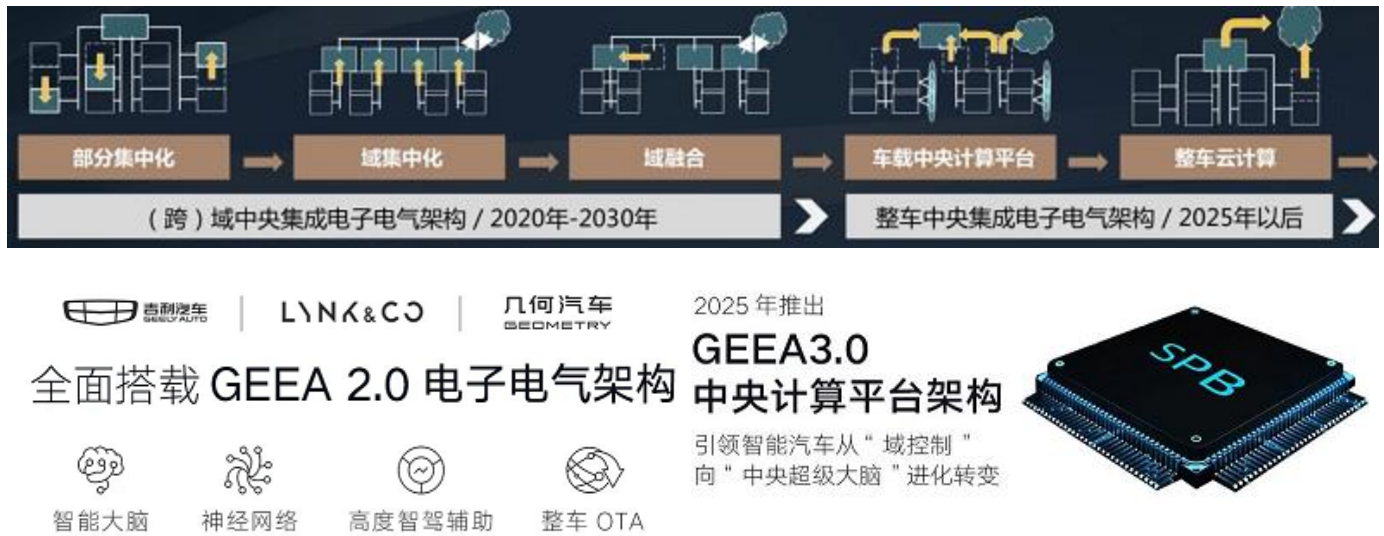 部分集中化
域集中化
域融合
车载中央计算平台
整车云计算
（跨）域中央集成电子电气架构 / 2020年-2030年
整车中央集成电子电气架构 / 2025年以后
吉利汽车
GEELY AUTO
LYNK&CO
几何汽车
GEOMETRY
全面搭载 GEEA 2.0 电子电气架构
智能大脑
神经网络
高度智驾辅助
整车 OTA
2025 年推出
GEEA3.0
中央计算平台架构
引领智能汽车从“ 域控制 ”
向“ 中央超级大脑 ”进化转变
SPB